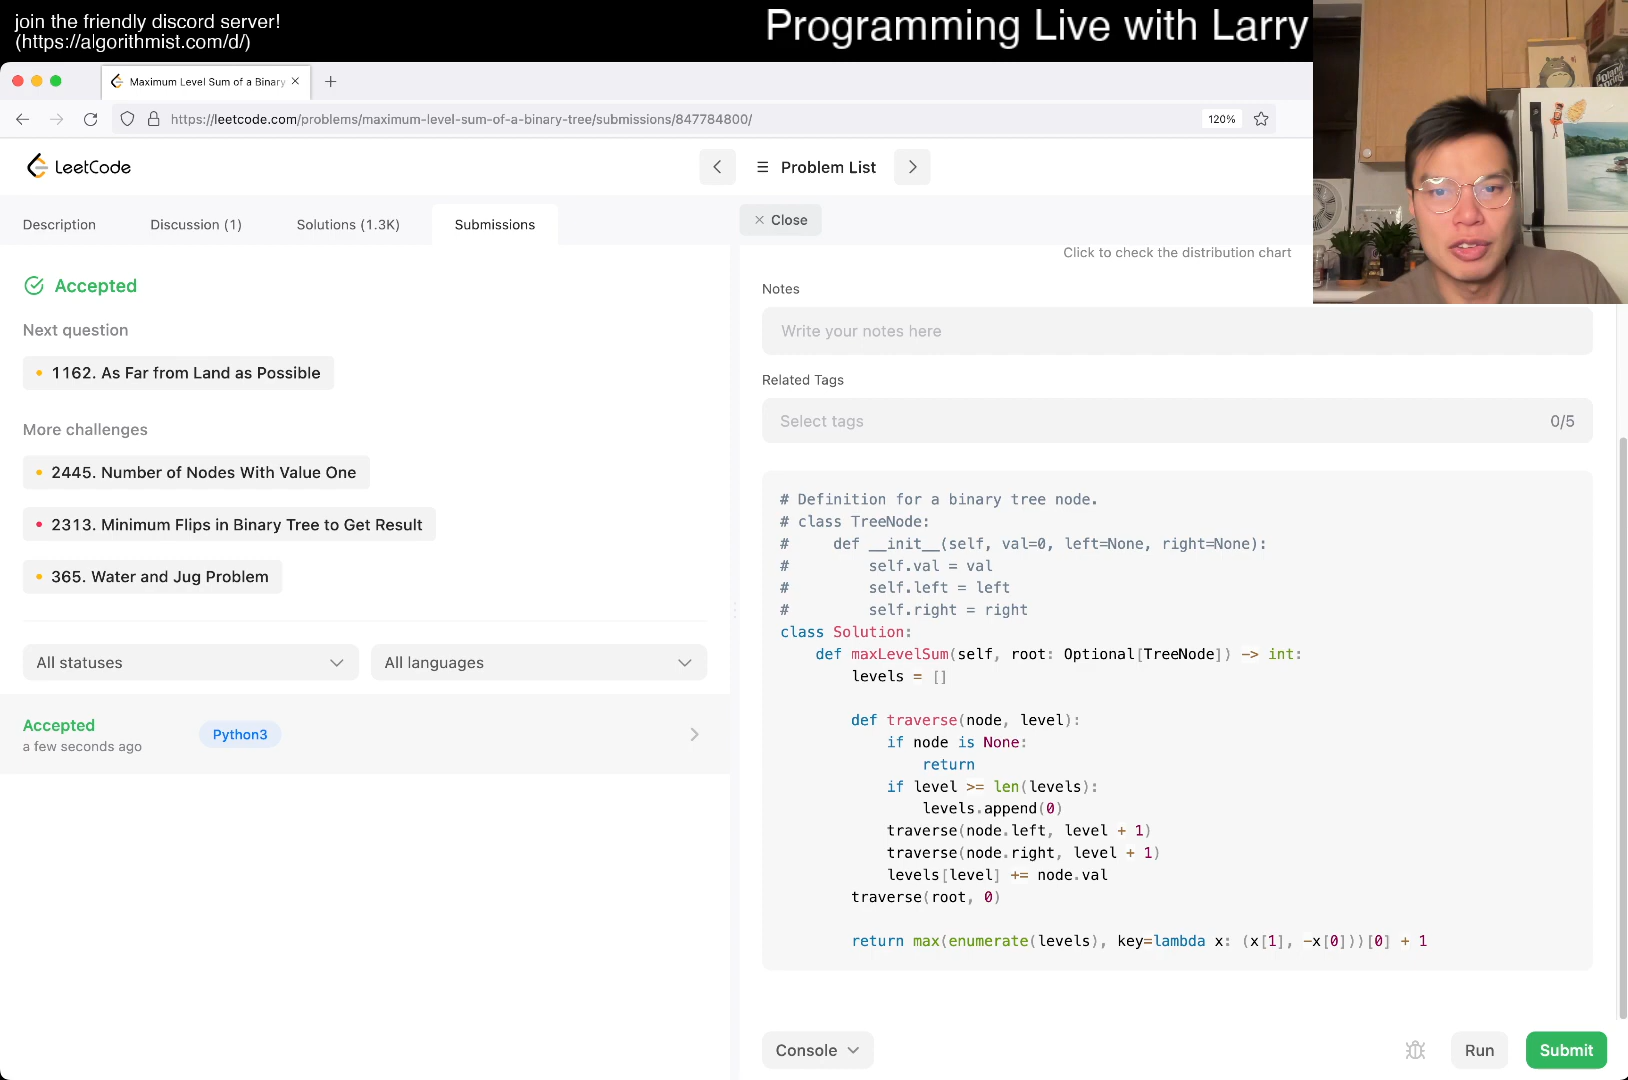 join the friendly discord server!
(https://algorithmist.com/d/)
Programming Live with Larry
Maximum Level Sum of a Binary
https://leetcode.com/problems/maximum-level-sum-of-a-binary-tree/submissions/847784800/
120%
LeetCode
Problem List
Description
Discussion (1)
Solutions (1.3K)
Submissions
Close
Click to check the distribution chart
Accepted
Next question
1162. As Far from Land as Possible
More challenges
2445. Number of Nodes With Value One
2313. Minimum Flips in Binary Tree to Get Result
365. Water and Jug Problem
All statuses
All languages
Accepted
a few seconds ago
Python3
Notes
Write your notes here
Related Tags
Select tags
0/5
# Definition for a binary tree node.
# class TreeNode:
#     def __init__(self, val=0, left=None, right=None):
#         self.val = val
#         self.left = left
#         self.right = right
class Solution:
    def maxLevelSum(self, root: Optional[TreeNode]) -> int:
        levels = []
        def traverse(node, level):
            if node is None:
                return
            if level >= len(levels):
                levels.append(0)
            traverse(node.left, level + 1)
            traverse(node.right, level + 1)
            levels[level] += node.val
        traverse(root, 0)
        return max(enumerate(levels), key=lambda x: (x[1], -x[0]))[0] + 1
Console
Run
Submit